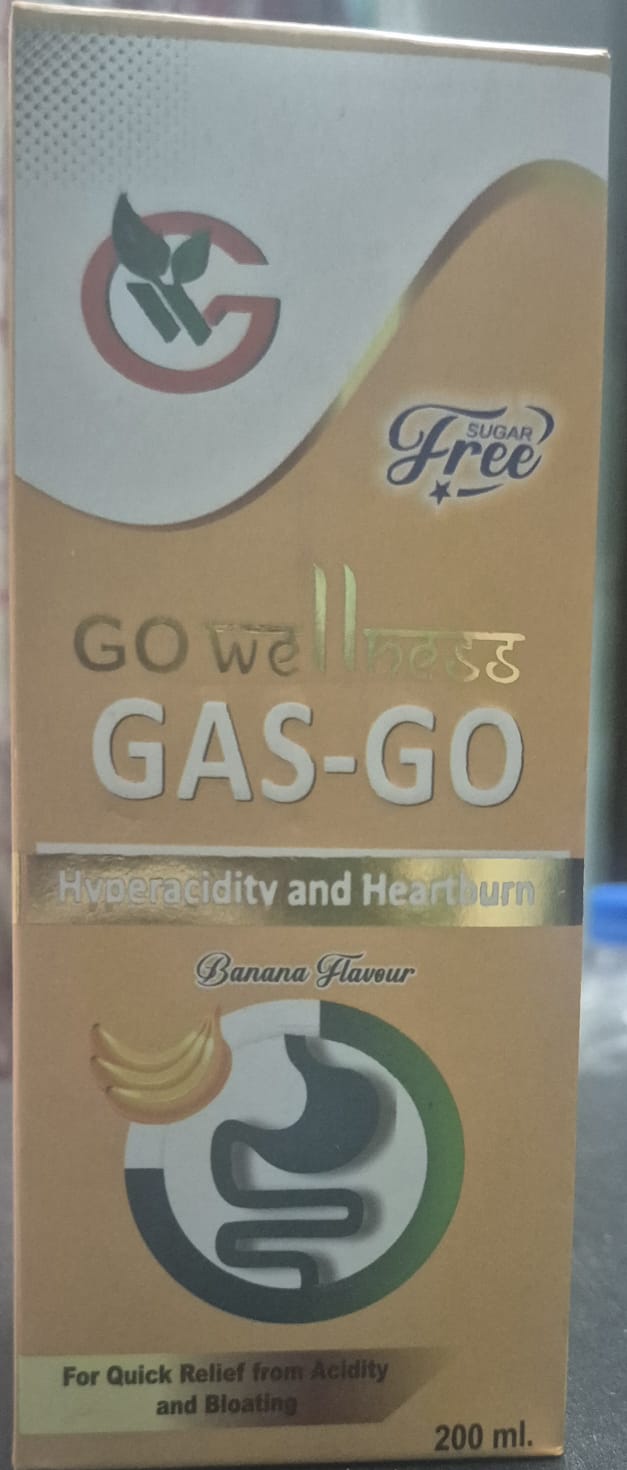 SUGAR
Free
GO wellness
GAS-GO
Hyperacidity and Heartburn
Banana Flavour
For Quick Relief from Acidity
and Bloating
200 ml.